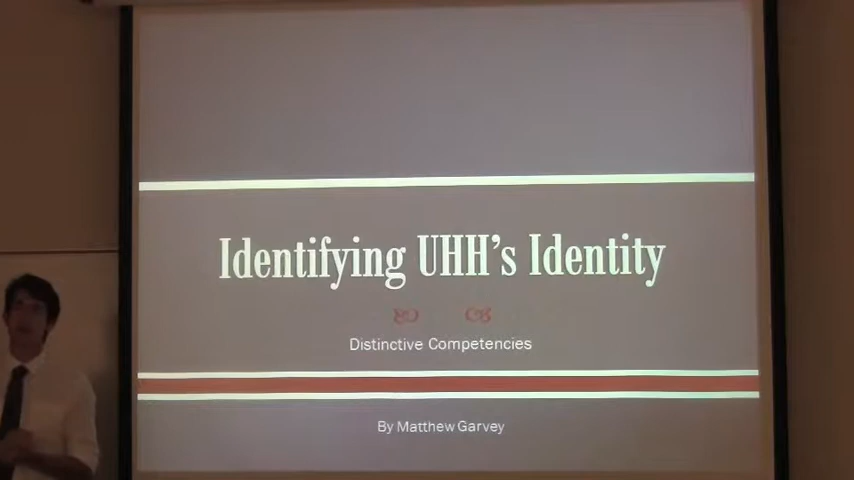 Identifying UHH's Identity
Distinctive Competencies
By Matthew Garvey